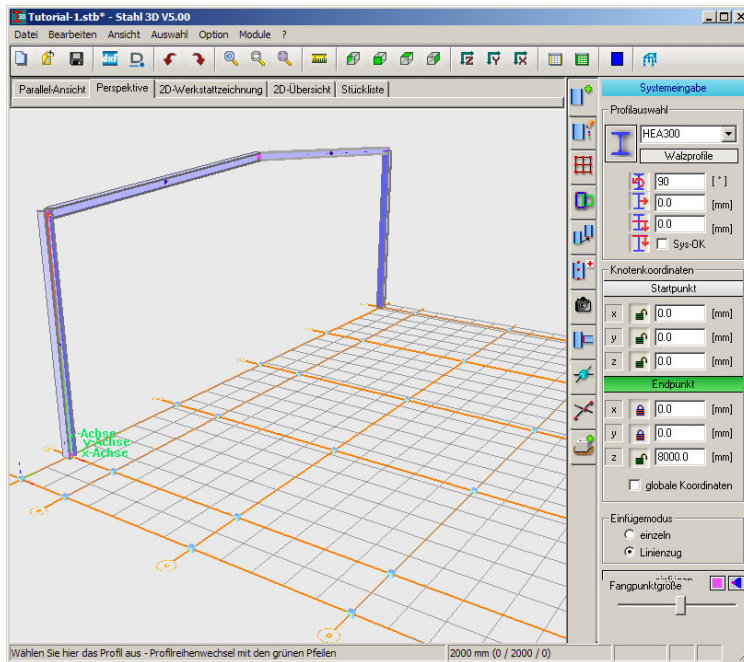 Tutorial-1.stb* - Stahl 3D V5.00
Datei Bearbeiten Ansicht Auswahl Option Module ?
dxf
Parallel-Ansicht Perspektive 2D-Werkstattzeichnung 2D-Übersicht Stückliste
Systemeingabe
Profilauswahl
HEA300
Walzprofile
90 [°]
0.0 [mm]
0.0 [mm]
Sys-OK
Knotenkoordinaten
Startpunkt
x 0.0 [mm]
y 0.0 [mm]
z 0.0 [mm]
Endpunkt
x 0.0 [mm]
y 0.0 [mm]
z 8000.0 [mm]
globale Koordinaten
Einfügemodus
einzeln
Linienzug
Fangpunktgröße
-Achse
y-Achse
x-Achse
Wählen Sie hier das Profil aus - Profilreihenwechsel mit den grünen Pfeilen
2000 mm (0 / 2000 / 0)